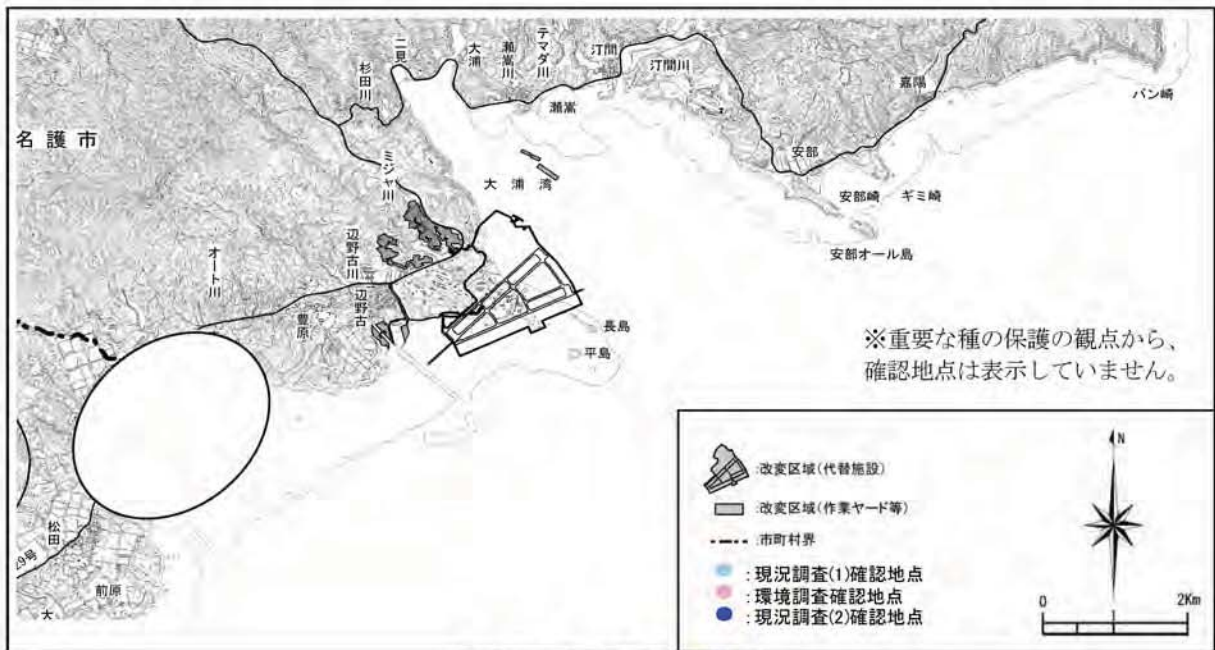 名護市
杉田川
二見
大浦
瀬嵩川
テマダ川
汀間
汀間川
瀬嵩
嘉陽
バン崎
安部
安部崎
ギミ崎
安部オール島
大浦湾
ミジャ川
辺野古川
辺野古
オート川
豊原
長島
平島
松田
前原
29号
大
※重要な種の保護の観点から、
確認地点は表示していません。
:改変区域(代替施設)
:改変区域(作業ヤード等)
:市町村界
:現況調査(1)確認地点
:環境調査確認地点
:現況調査(2)確認地点
N
0 2Km